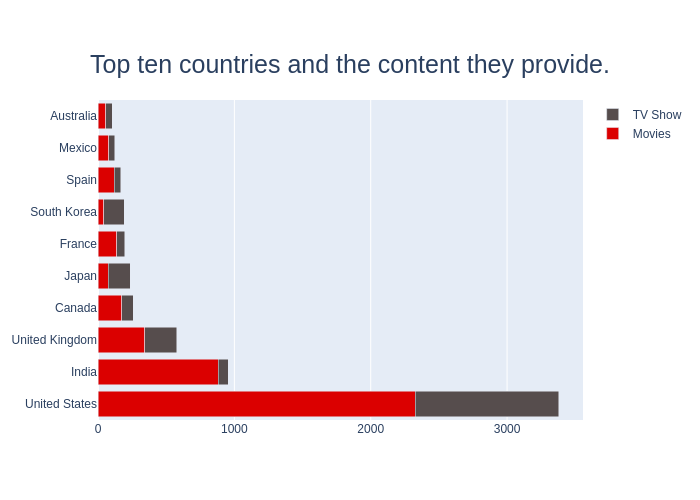 Top ten countries and the content they provide.
TV Show
Movies
Australia
Mexico
Spain
South Korea
France
Japan
Canada
United Kingdom
India
United States
0 1000 2000 3000